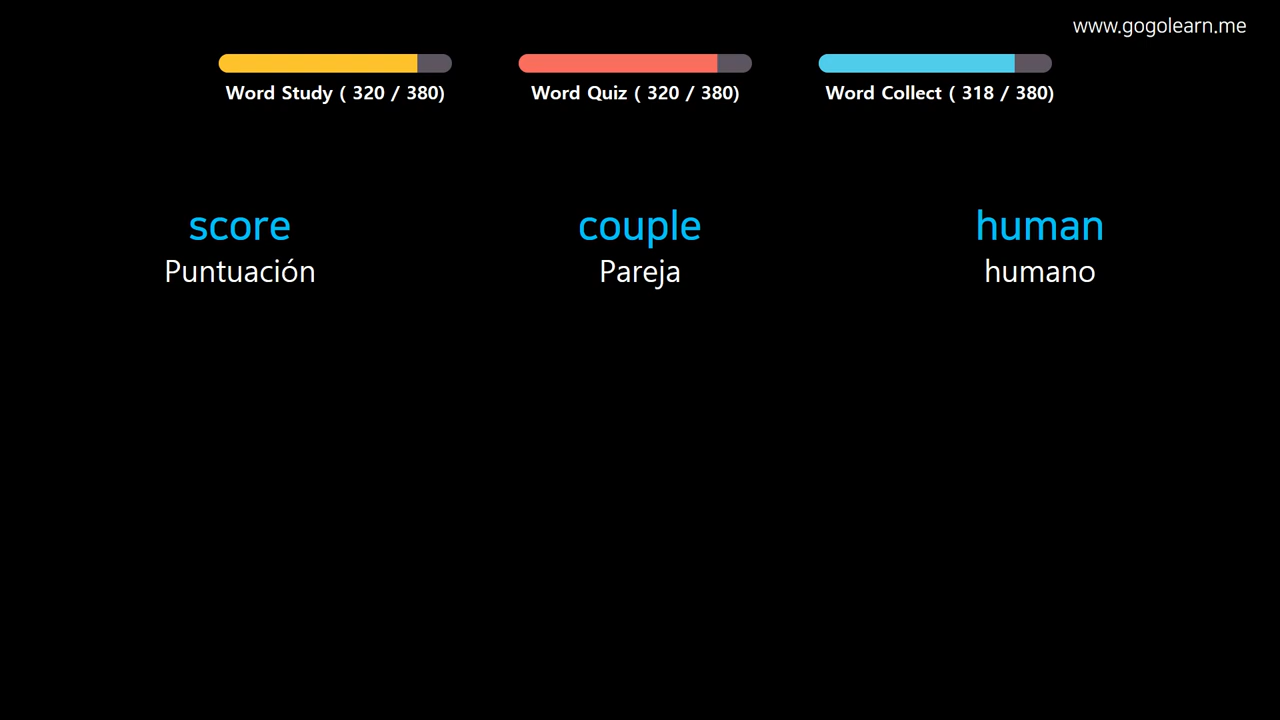 www.gogolearn.me
Word Study ( 320 / 380)
Word Quiz ( 320 / 380)
Word Collect ( 318 / 380)
score
couple
human
Puntuación
Pareja
humano